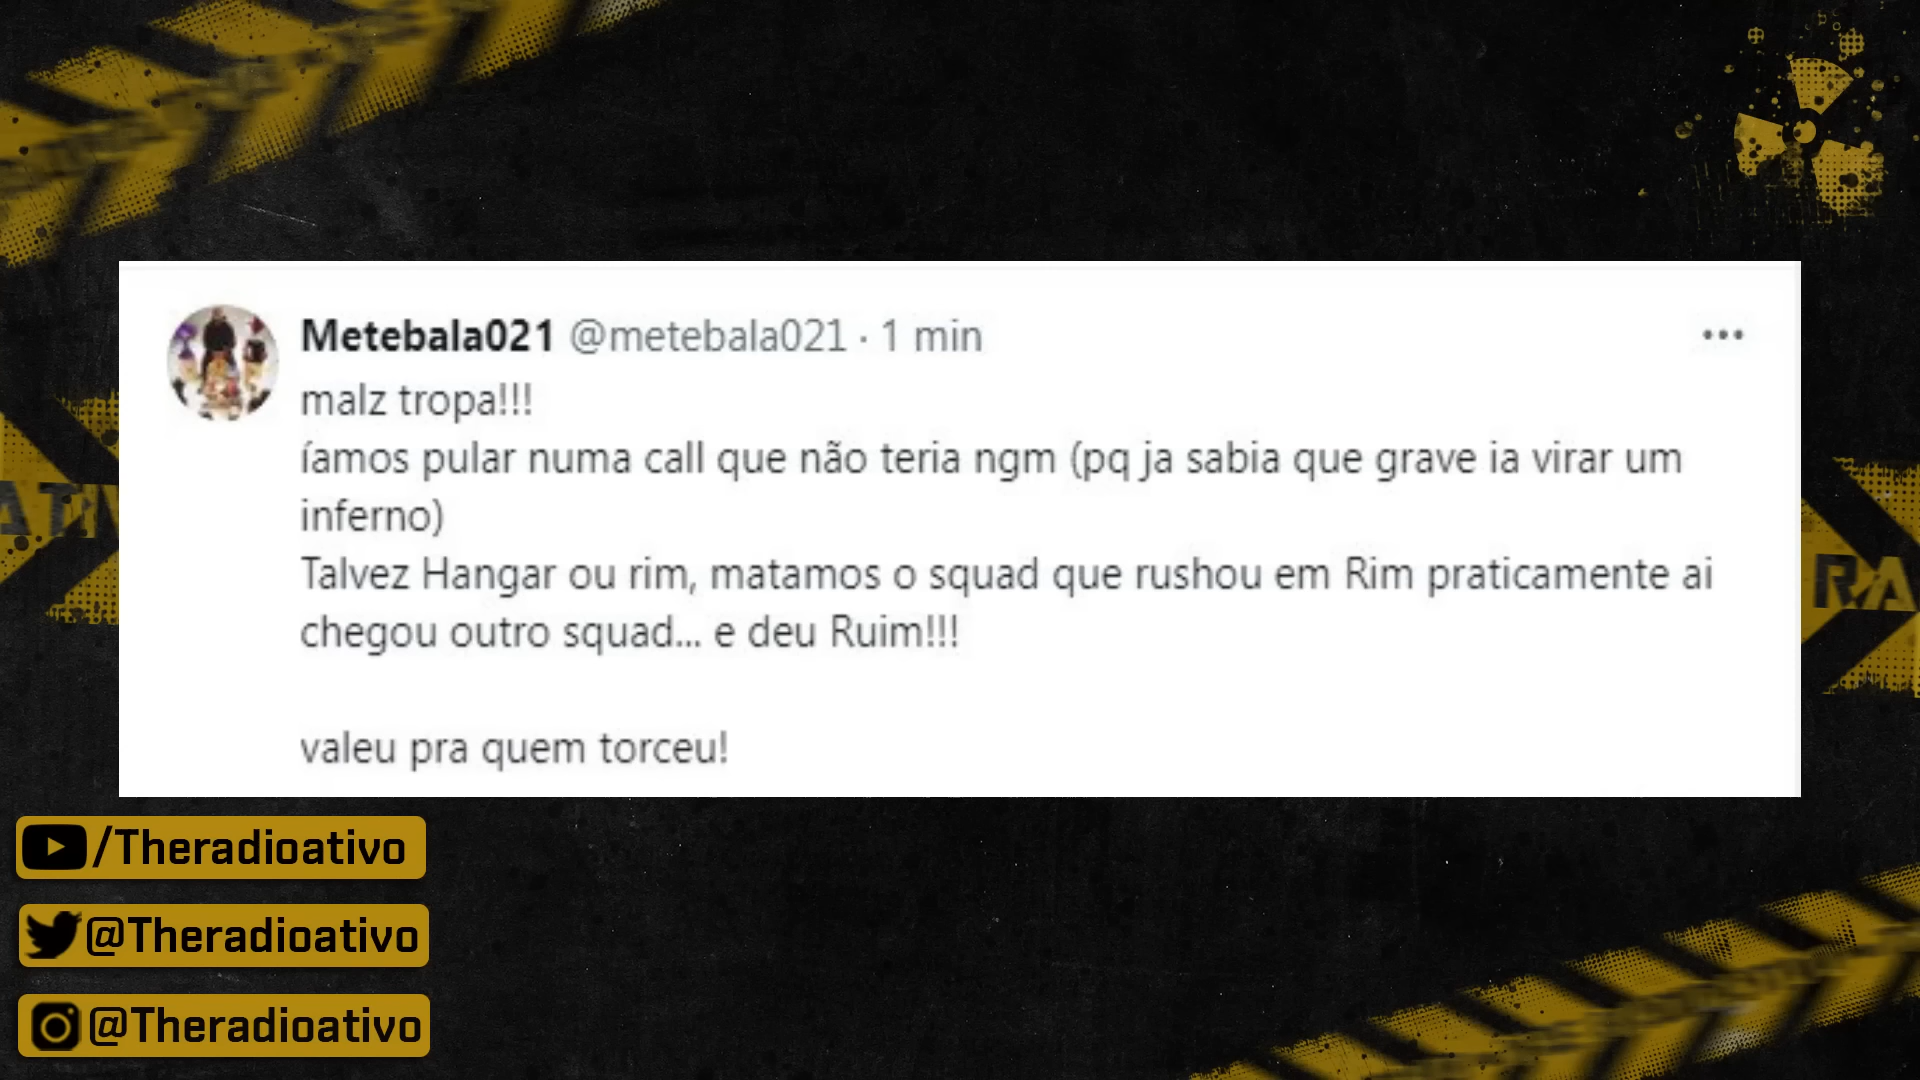 Metebala021 @metebala021 · 1 min
malz tropa!!!
íamos pular numa call que não teria ngm (pq ja sabia que grave ia virar um
inferno)
Talvez Hangar ou rim, matamos o squad que rushou em Rim praticamente ai
chegou outro squad... e deu Ruim!!!
valeu pra quem torceu!
ATIV
RA
/Theradioativo
@Theradioativo
@Theradioativo